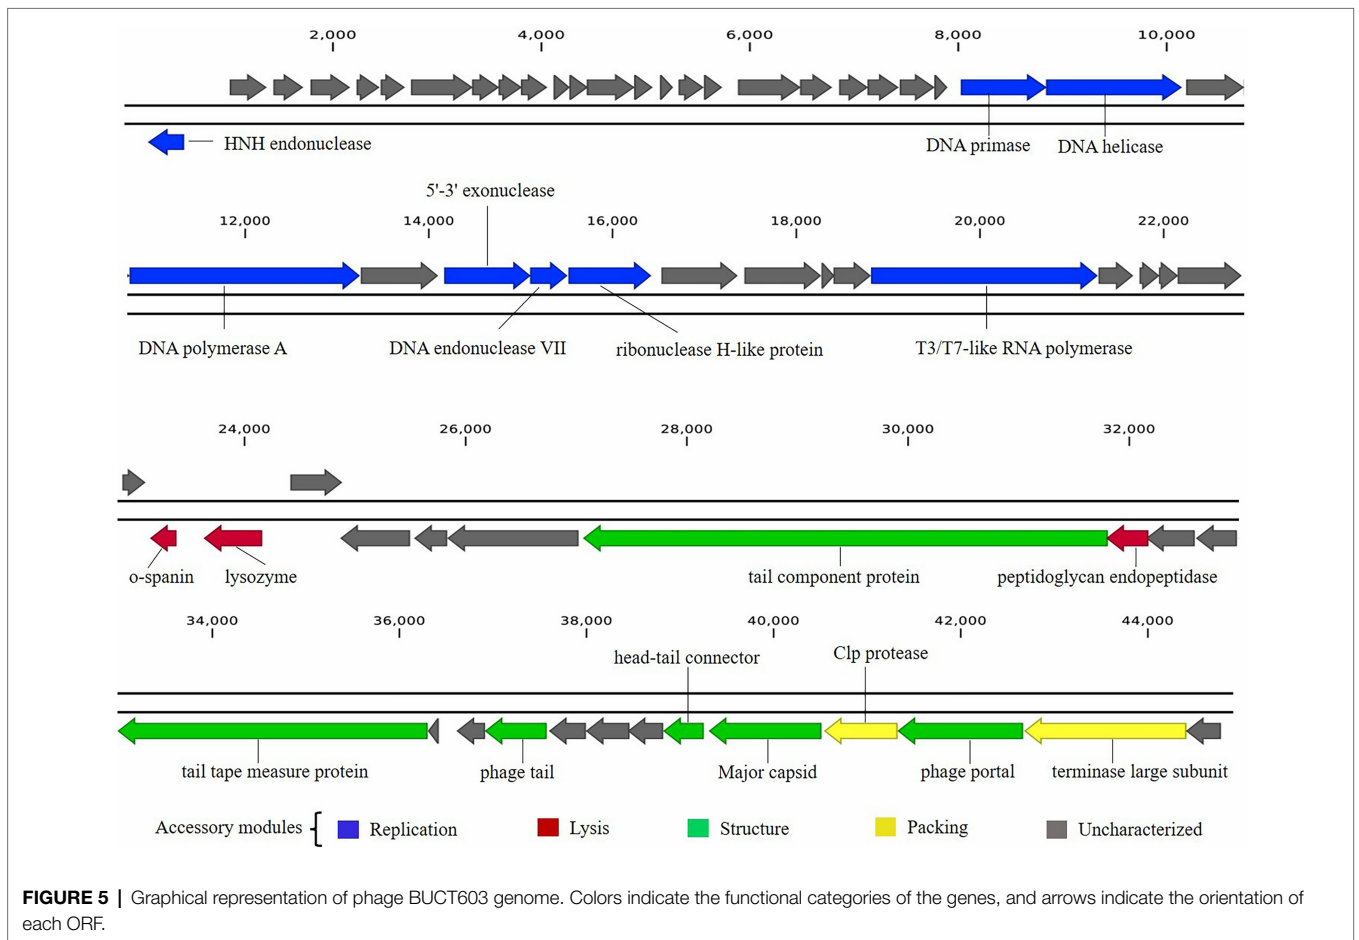 2,000 4,000 6,000 8,000 10,000
HNH endonuclease DNA primase DNA helicase
5'-3' exonuclease
12,000 14,000 16,000 18,000 20,000 22,000
DNA polymerase A DNA endonuclease VII ribonuclease H-like protein T3/T7-like RNA polymerase
24,000 26,000 28,000 30,000 32,000
o-spanin lysozyme tail component protein peptidoglycan endopeptidase
34,000 36,000 38,000 40,000 42,000 44,000
head-tail connector Clp protease
tail tape measure protein phage tail Major capsid phage portal terminase large subunit
Accessory modules { Replication Lysis Structure Packing Uncharacterized
FIGURE 5 | Graphical representation of phage BUCT603 genome. Colors indicate the functional categories of the genes, and arrows indicate the orientation of
each ORF.